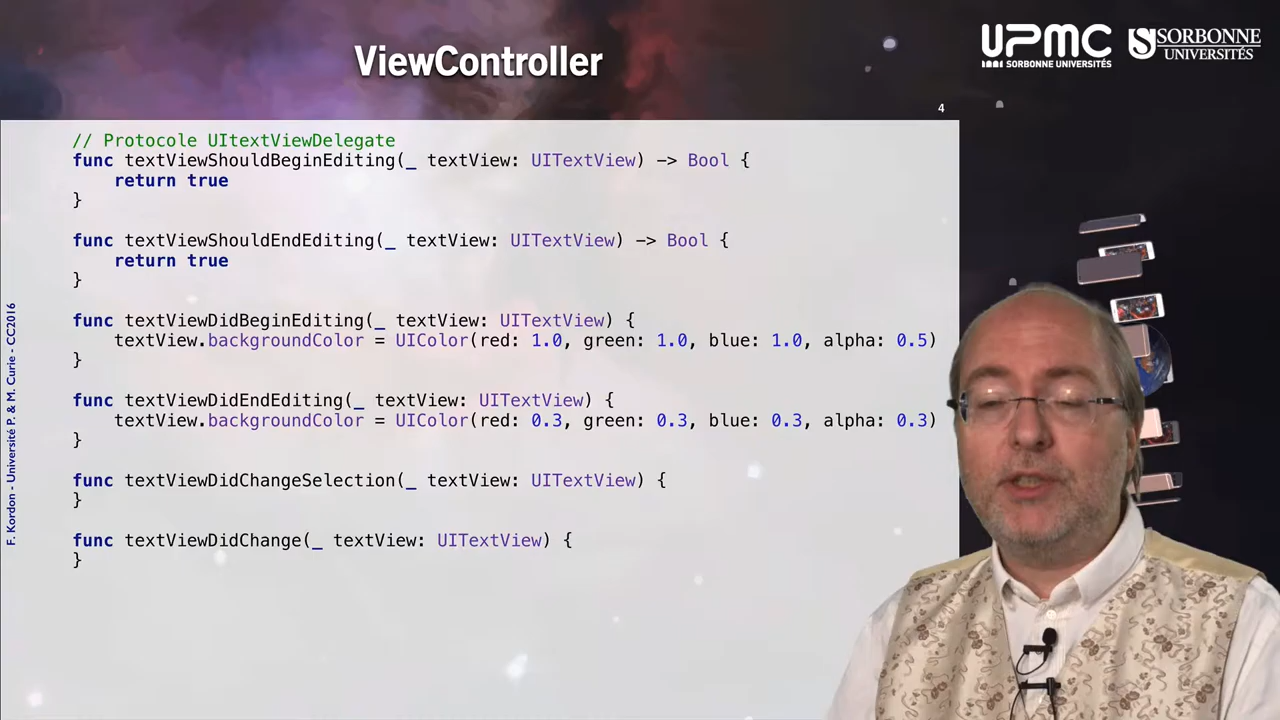 ViewController
UPMC
SORBONNE UNIVERSITÉS
SORBONNE
UNIVERSITÉS
4
// Protocole UItextViewDelegate
func textViewShouldBeginEditing(_ textView: UITextView) -> Bool {
    return true
}
func textViewShouldEndEditing(_ textView: UITextView) -> Bool {
    return true
}
func textViewDidBeginEditing(_ textView: UITextView) {
    textView.backgroundColor = UIColor(red: 1.0, green: 1.0, blue: 1.0, alpha: 0.5)
}
func textViewDidEndEditing(_ textView: UITextView) {
    textView.backgroundColor = UIColor(red: 0.3, green: 0.3, blue: 0.3, alpha: 0.3)
}
func textViewDidChangeSelection(_ textView: UITextView) {
}
func textViewDidChange(_ textView: UITextView) {
}
F. Kordon - Université P. & M. Curie - CC2016